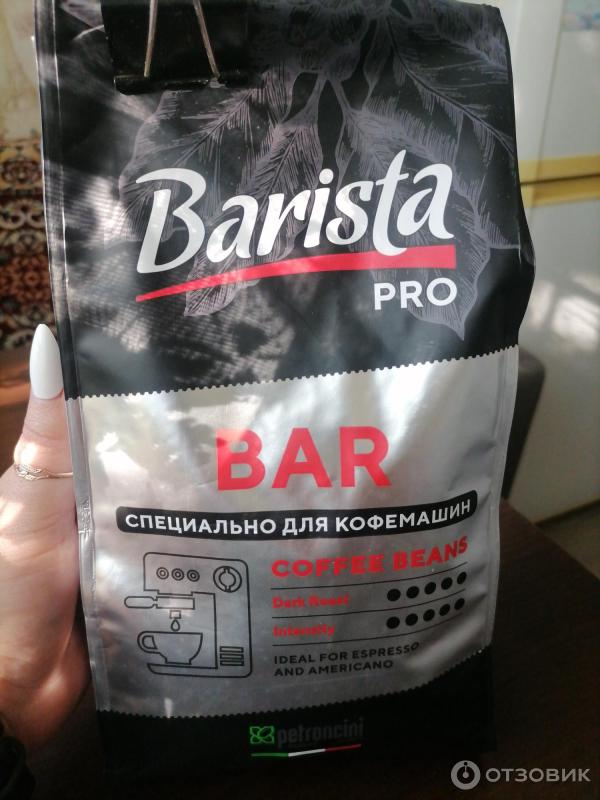 Barista
PRO
BAR
СПЕЦИАЛЬНО ДЛЯ КОФЕМАШИН
COFFEE BEANS
Dark Roast
Intensity
IDEAL FOR ESPRESSO
AND AMERICANO
petroncini
ОТЗОВИК